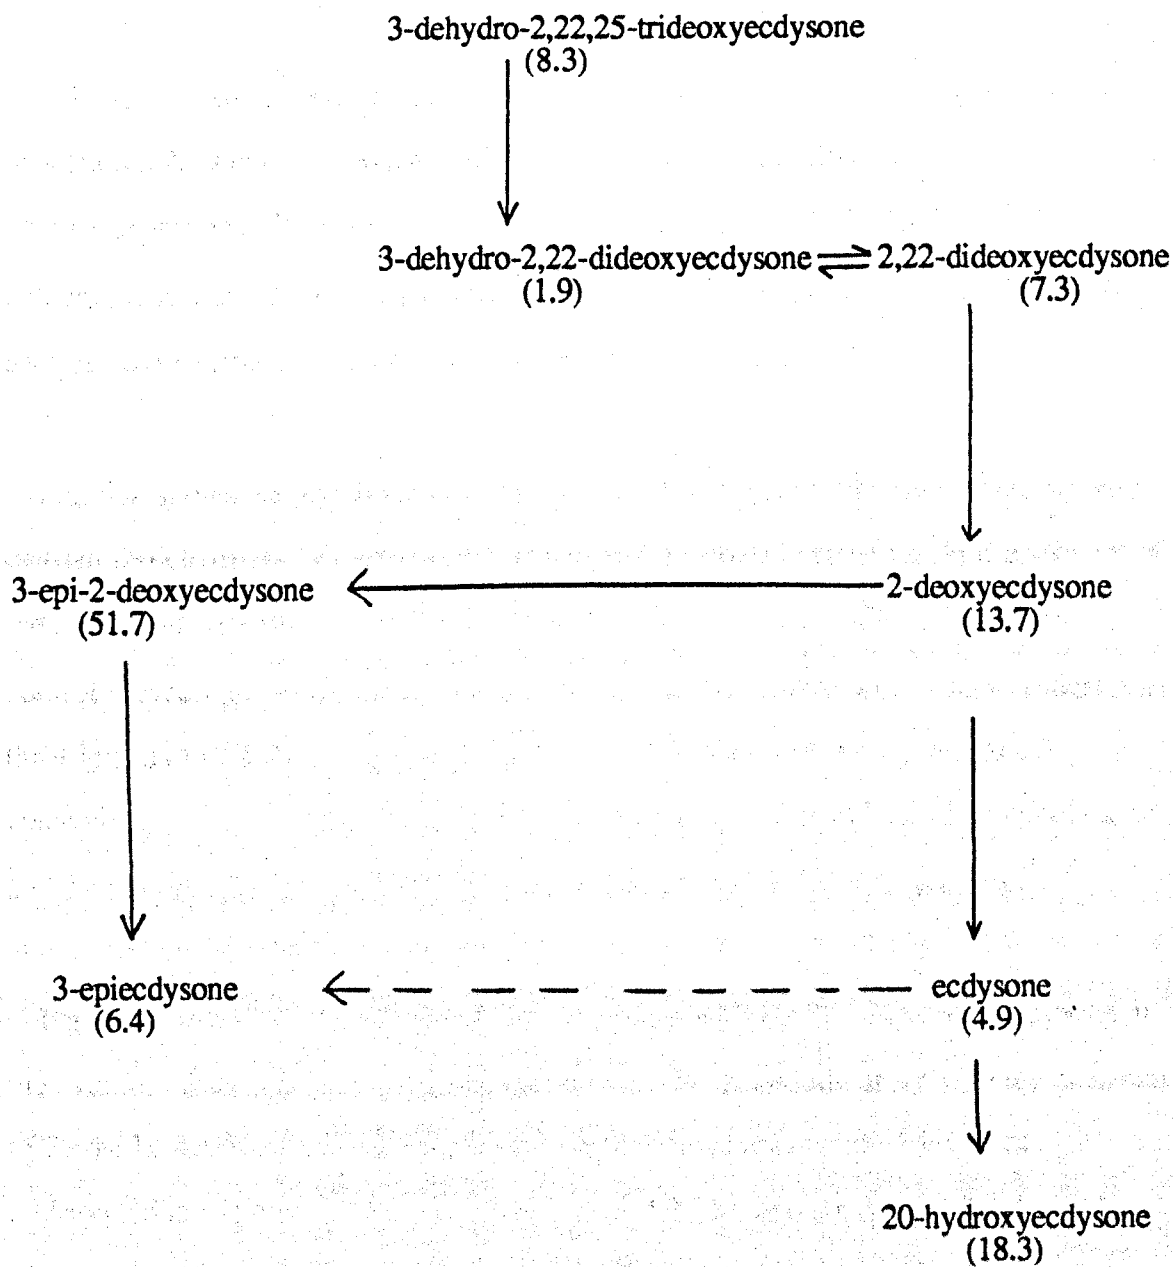 3-dehydro-2,22,25-trideoxyecdysone
(8.3)
3-dehydro-2,22-dideoxyecdysone
(1.9)
2,22-dideoxyecdysone
(7.3)
3-epi-2-deoxyecdysone
(51.7)
2-deoxyecdysone
(13.7)
3-epiecdysone
(6.4)
ecdysone
(4.9)
20-hydroxyecdysone
(18.3)